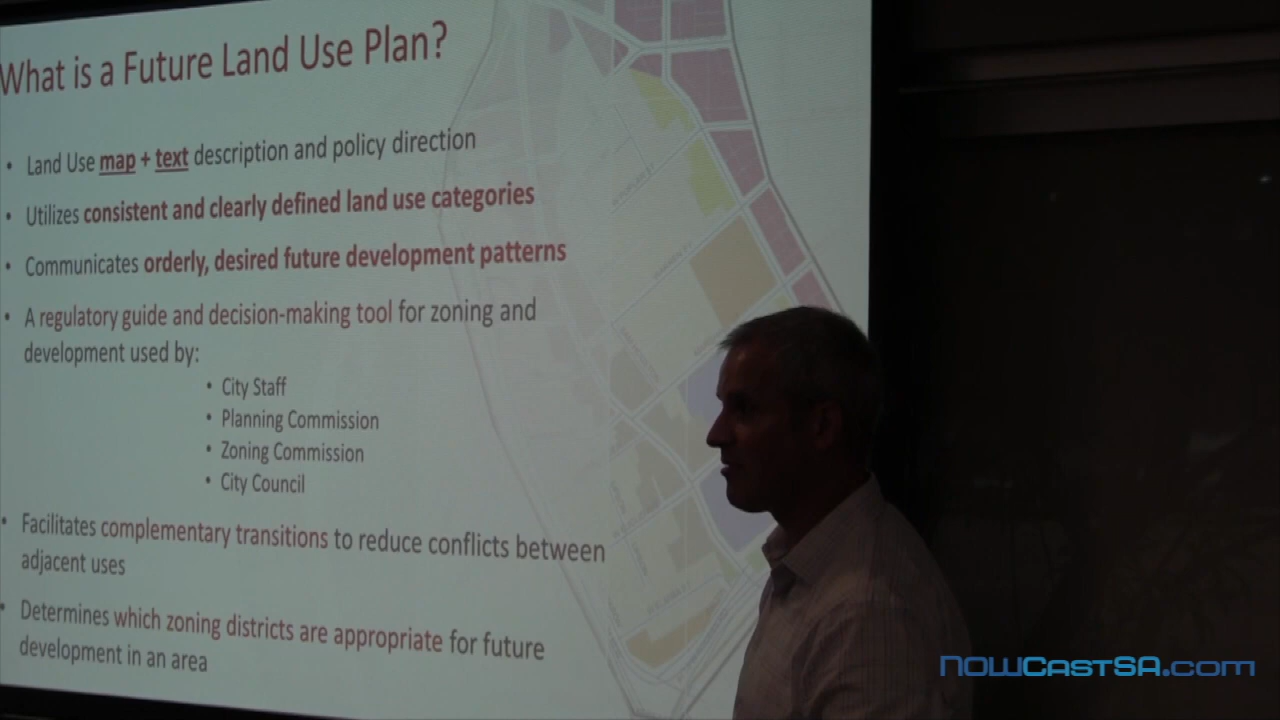 What is a Future Land Use Plan?
• Land Use map + text description and policy direction
• Utilizes consistent and clearly defined land use categories
• Communicates orderly, desired future development patterns
• A regulatory guide and decision-making tool for zoning and
development used by:
• City Staff
• Planning Commission
• Zoning Commission
• City Council
• Facilitates complementary transitions to reduce conflicts between
adjacent uses
• Determines which zoning districts are appropriate for future
development in an area
NOWCastSA.com